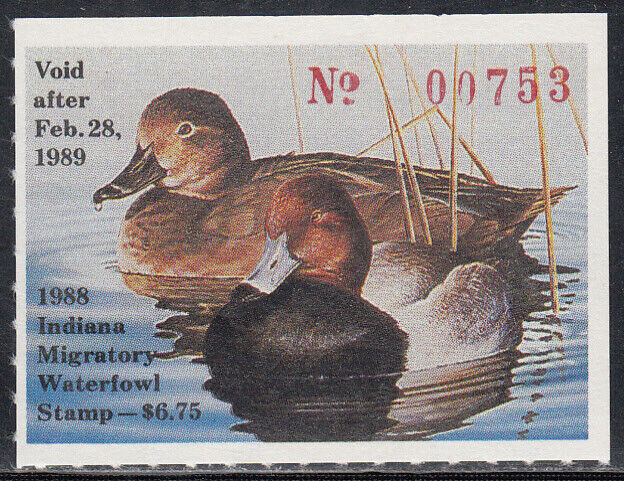 Void
after
Feb. 28,
1989
Nº 00753
1988
Indiana
Migratory
Waterfowl
Stamp — $6.75